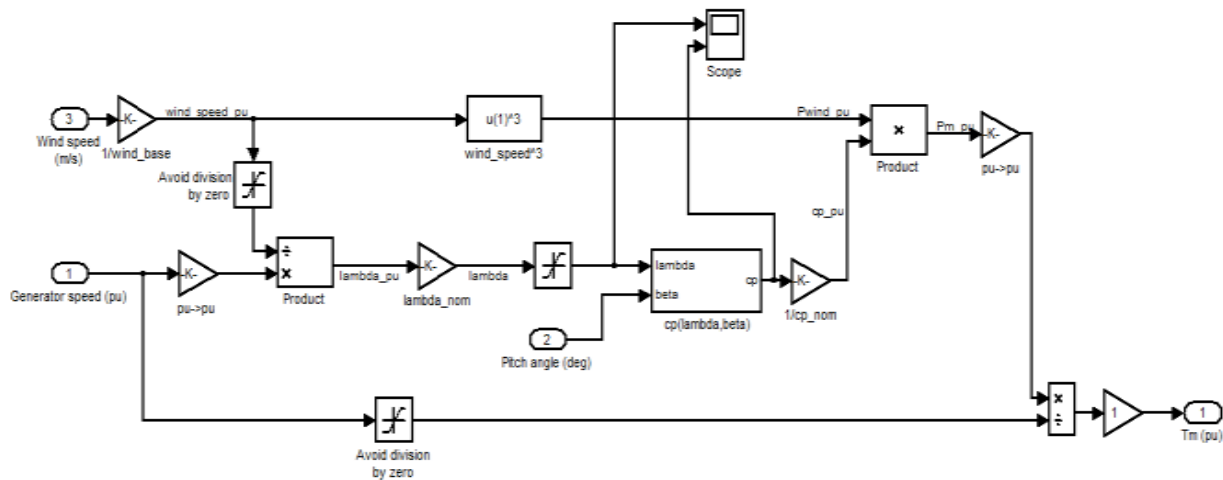 Scope
3
Wind speed
(m/s)
-K-
1/wind_base
wind_speed_pu
u(1)^3
wind_speed^3
Pwind_pu
×
Product
Pm_pu
-K-
pu->pu
Avoid division
by zero
cp_pu
1
Generator speed (pu)
-K-
pu->pu
÷
×
Product
lambda_pu
-K-
lambda_nom
lambda
lambda
beta
cp
cp(lambda,beta)
-K-
1/cp_nom
2
Pitch angle (deg)
Avoid division
by zero
×
÷
1
1
Tm (pu)